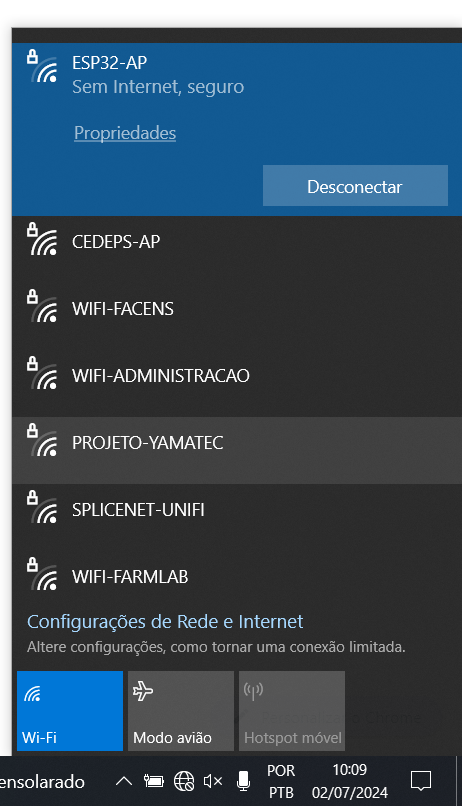 ESP32-AP
Sem Internet, seguro
Propriedades
Desconectar
CEDEPS-AP
WIFI-FACENS
WIFI-ADMINISTRACAO
PROJETO-YAMATEC
SPLICENET-UNIFI
WIFI-FARMLAB
Configurações de Rede e Internet
Altere configurações, como tornar uma conexão limitada.
Wi-Fi
Modo avião
Hotspot móvel
ensolarado
POR
PTB
10:09
02/07/2024